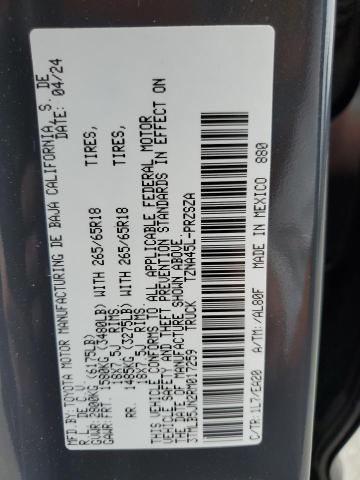 MFD. BY:TOYOTA MOTOR MANUFACTURING DE BAJA CALIFORNIA S. DE
R. L. DE C. V. DATE: 04/24
GVWR: 2800KG (6175LB)
GAWR: FRT. 1580KG (3480LB) WITH 265/65R18 TIRES,
18X7.5J RIMS,
RR. 1485KG (3275LB) WITH 265/65R18 TIRES,
18X7.5J RIMS.
THIS VEHICLE CONFORMS TO ALL APPLICABLE FEDERAL MOTOR
VEHICLE SAFETY AND THEFT PREVENTION STANDARDS IN EFFECT ON
THE DATE OF MANUFACTURE SHOWN ABOVE.
3TMLB5JN2RM017259 TRUCK TZNA45L-PRZSZA
C/TR:1L7/EA20 A/TM:/AL80F MADE IN MEXICO 880